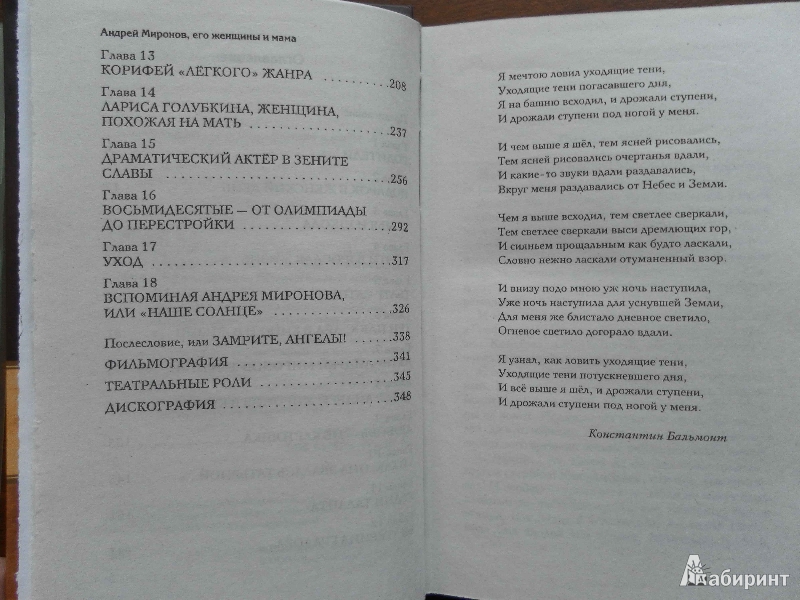 Андрей Миронов, его женщины и мама
Глава 13
КОРИФЕЙ «ЛЁГКОГО» ЖАНРА ..........208
Глава 14
ЛАРИСА ГОЛУБКИНА, ЖЕНЩИНА,
ПОХОЖАЯ НА МАТЬ ..........237
Глава 15
ДРАМАТИЧЕСКИЙ АКТЁР В ЗЕНИТЕ
СЛАВЫ ..........256
Глава 16
ВОСЬМИДЕСЯТЫЕ — ОТ ОЛИМПИАДЫ
ДО ПЕРЕСТРОЙКИ ..........292
Глава 17
УХОД ..........317
Глава 18
ВСПОМИНАЯ АНДРЕЯ МИРОНОВА,
ИЛИ «НАШЕ СОЛНЦЕ» ..........326
Послесловие, или ЗАМРИТЕ, АНГЕЛЫ! ....338
ФИЛЬМОГРАФИЯ ..........341
ТЕАТРАЛЬНЫЕ РОЛИ ..........345
ДИСКОГРАФИЯ ..........348
Я мечтою ловил уходящие тени,
Уходящие тени погасавшего дня,
Я на башню всходил, и дрожали ступени,
И дрожали ступени под ногой у меня.
И чем выше я шёл, тем ясней рисовались,
Тем ясней рисовались очертанья вдали,
И какие-то звуки вдали раздавались,
Вкруг меня раздавались от Небес и Земли.
Чем я выше всходил, тем светлее сверкали,
Тем светлее сверкали выси дремлющих гор,
И сияньем прощальным как будто ласкали,
Словно нежно ласкали отуманенный взор.
И внизу подо мною уж ночь наступила,
Уже ночь наступила для уснувшей Земли,
Для меня же блистало дневное светило,
Огневое светило догорало вдали.
Я узнал, как ловить уходящие тени,
Уходящие тени потускневшего дня,
И всё выше я шёл, и дрожали ступени,
И дрожали ступени под ногой у меня.
Константин Бальмонт
Лабиринт